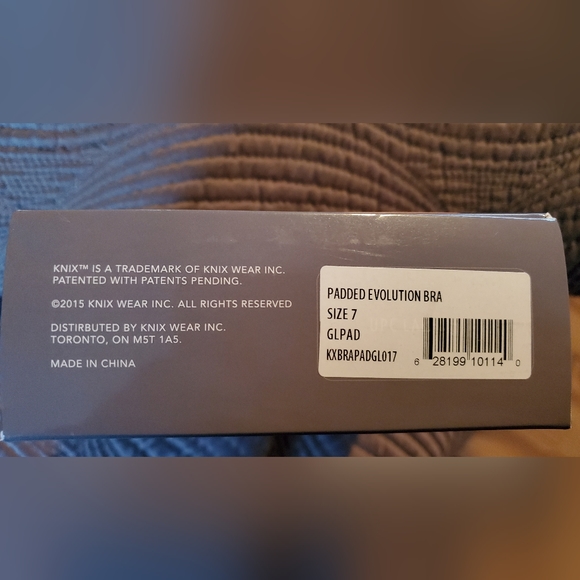 KNIX™ IS A TRADEMARK OF KNIX WEAR INC.
PATENTED WITH PATENTS PENDING.
©2015 KNIX WEAR INC. ALL RIGHTS RESERVED
DISTIRBUTED BY KNIX WEAR INC.
TORONTO, ON M5T 1A5.
MADE IN CHINA
PADDED EVOLUTION BRA
SIZE 7
GLPAD
KXBRAPADGL017
6 28199 10114 0